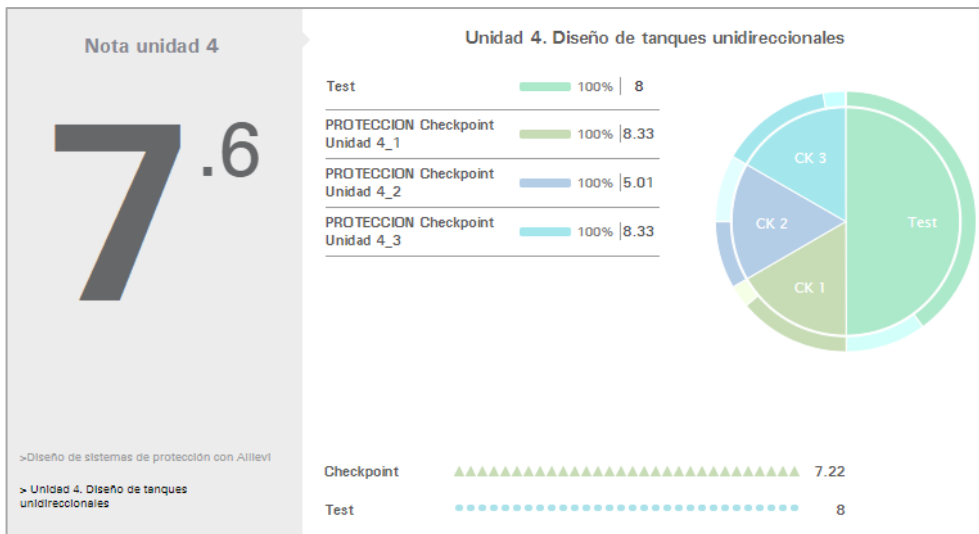 Nota unidad 4
7.6
>Diseño de sistemas de protección con Allievi
> Unidad 4. Diseño de tanques
unidireccionales
Unidad 4. Diseño de tanques unidireccionales
Test 100% 8
PROTECCION Checkpoint
Unidad 4_1 100% 8.33
PROTECCION Checkpoint
Unidad 4_2 100% 5.01
PROTECCION Checkpoint
Unidad 4_3 100% 8.33
CK 3
CK 2
Test
CK 1
Checkpoint 7.22
Test 8